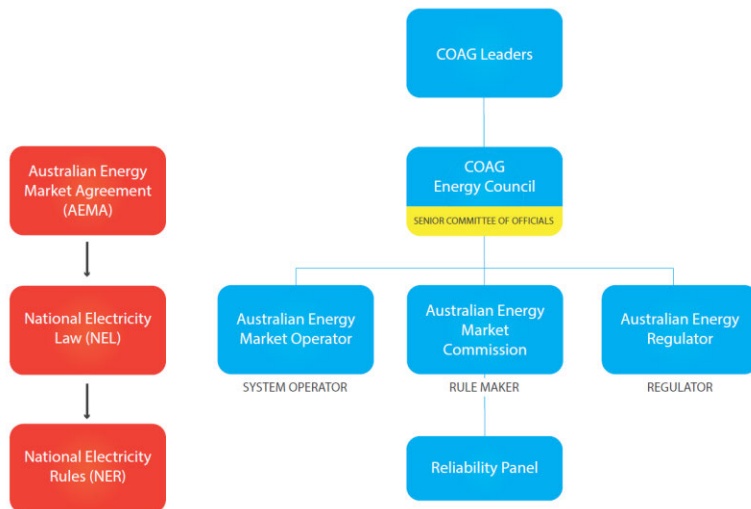 COAG Leaders
Australian Energy
Market Agreement
(AEMA)
COAG
Energy Council
SENIOR COMMITTEE OF OFFICIALS
National Electricity
Law (NEL)
Australian Energy
Market Operator
SYSTEM OPERATOR
Australian Energy
Market
Commission
RULE MAKER
Australian Energy
Regulator
REGULATOR
National Electricity
Rules (NER)
Reliability Panel